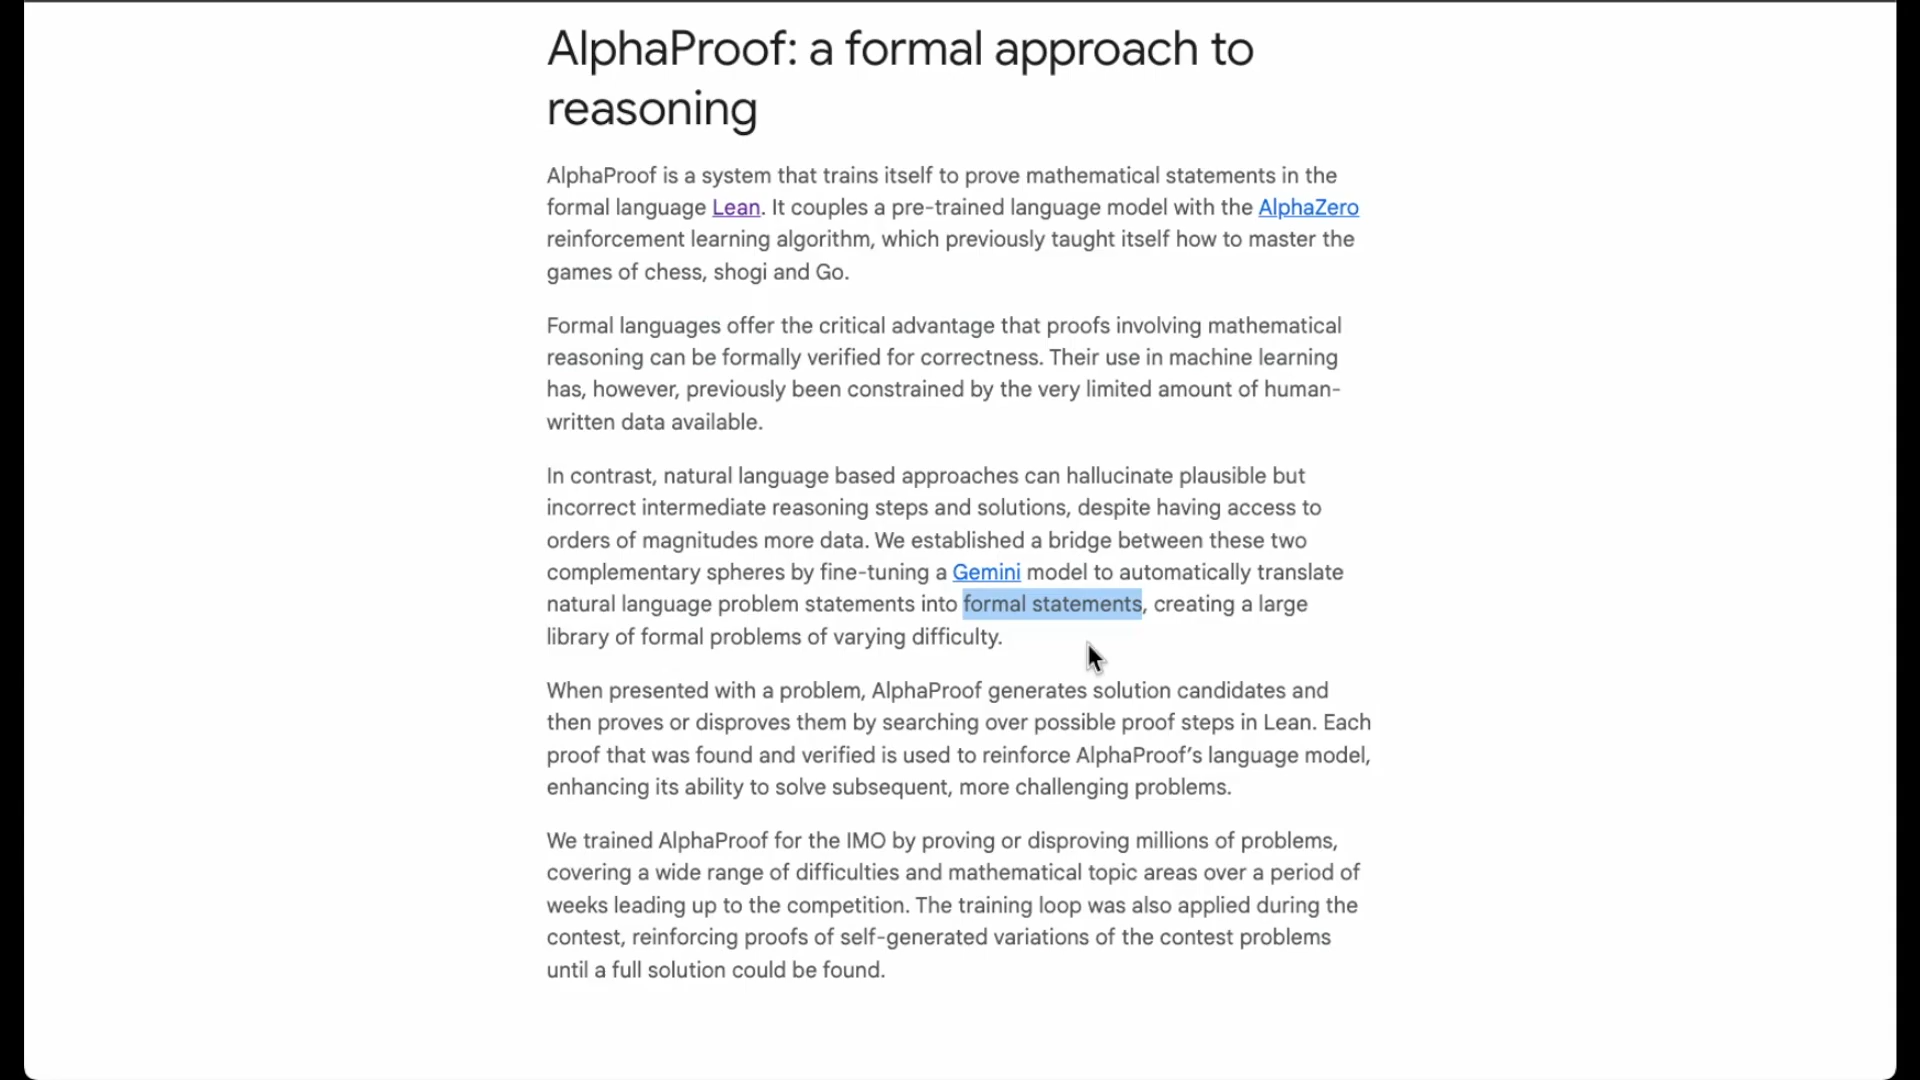 AlphaProof: a formal approach to
reasoning
AlphaProof is a system that trains itself to prove mathematical statements in the
formal language Lean. It couples a pre-trained language model with the AlphaZero
reinforcement learning algorithm, which previously taught itself how to master the
games of chess, shogi and Go.
Formal languages offer the critical advantage that proofs involving mathematical
reasoning can be formally verified for correctness. Their use in machine learning
has, however, previously been constrained by the very limited amount of human-
written data available.
In contrast, natural language based approaches can hallucinate plausible but
incorrect intermediate reasoning steps and solutions, despite having access to
orders of magnitudes more data. We established a bridge between these two
complementary spheres by fine-tuning a Gemini model to automatically translate
natural language problem statements into formal statements, creating a large
library of formal problems of varying difficulty.
When presented with a problem, AlphaProof generates solution candidates and
then proves or disproves them by searching over possible proof steps in Lean. Each
proof that was found and verified is used to reinforce AlphaProof’s language model,
enhancing its ability to solve subsequent, more challenging problems.
We trained AlphaProof for the IMO by proving or disproving millions of problems,
covering a wide range of difficulties and mathematical topic areas over a period of
weeks leading up to the competition. The training loop was also applied during the
contest, reinforcing proofs of self-generated variations of the contest problems
until a full solution could be found.